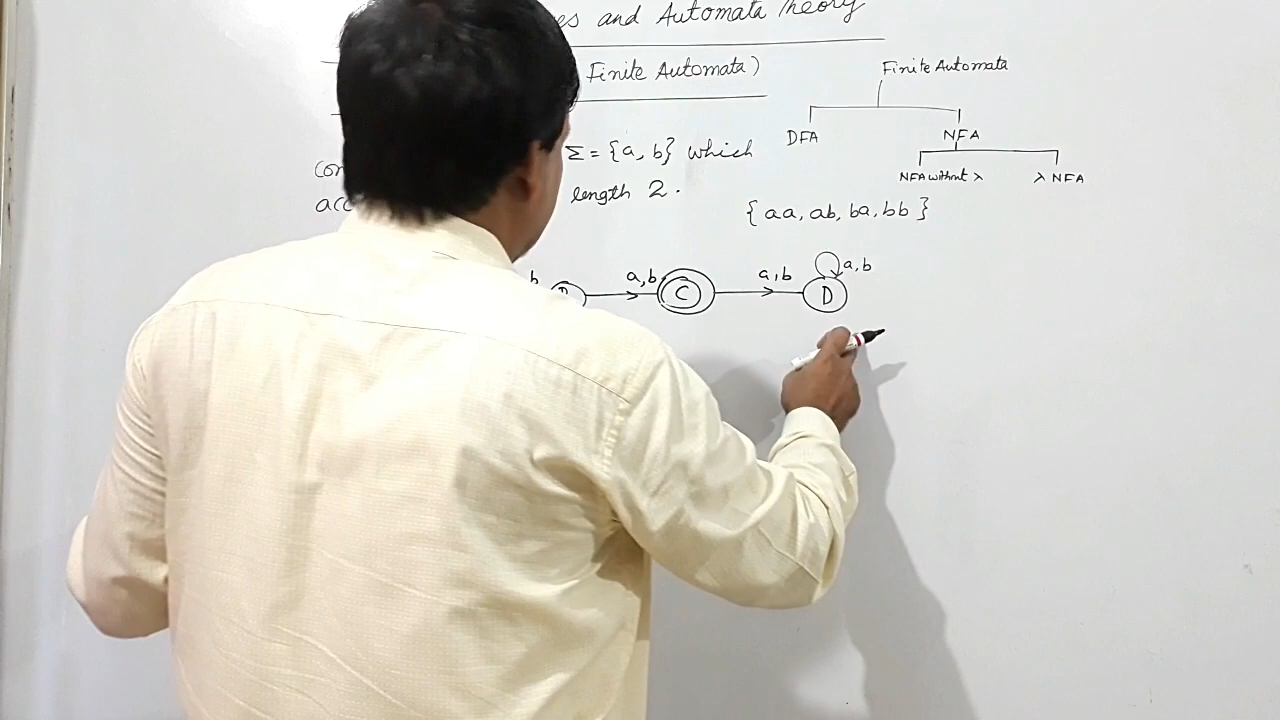 es and Automata Theory
Finite Automata)
Finite Automata
DFA
NFA
NFA without λ
λ NFA
Σ = {a, b} which
length 2.
{aa, ab, ba, bb}
b
a,b
C
a,b
D
a,b